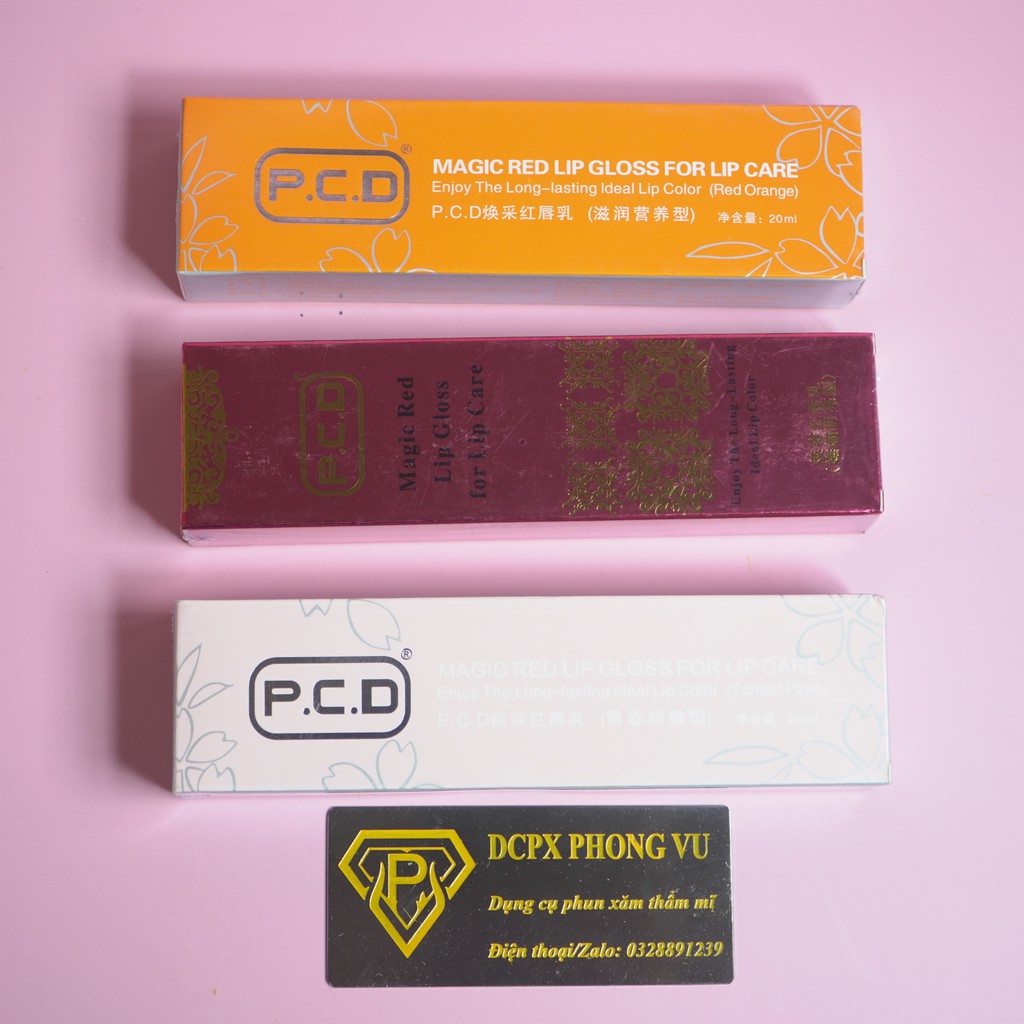 P.C.D®
MAGIC RED LIP GLOSS FOR LIP CARE
Enjoy The Long-lasting Ideal Lip Color (Red Orange)
P.C.D焕采红唇乳 (滋润营养型) 净含量: 20ml
P.C.D®
Magic Red
Lip Gloss
for Lip Care
Enjoy The Long-Lasting
Ideal Lip Color
P.C.D®
MAGIC RED LIP GLOSS FOR LIP CARE
Enjoy The Long-lasting Ideal Lip Color (Tender Pink)
P.C.D焕采红唇乳
P
DCPX PHONG VU
Dụng cụ phun xăm thẩm mĩ
Điện thoại/Zalo: 0328891239